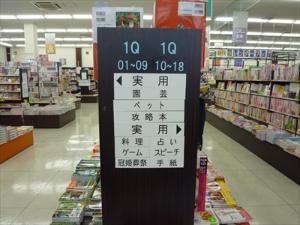 1Q 1Q
01~09 10~18
◀ 実用
園芸
ペット
攻略本
実用 ▶
料理 占い
ゲーム スピーチ
冠婚葬祭 手紙